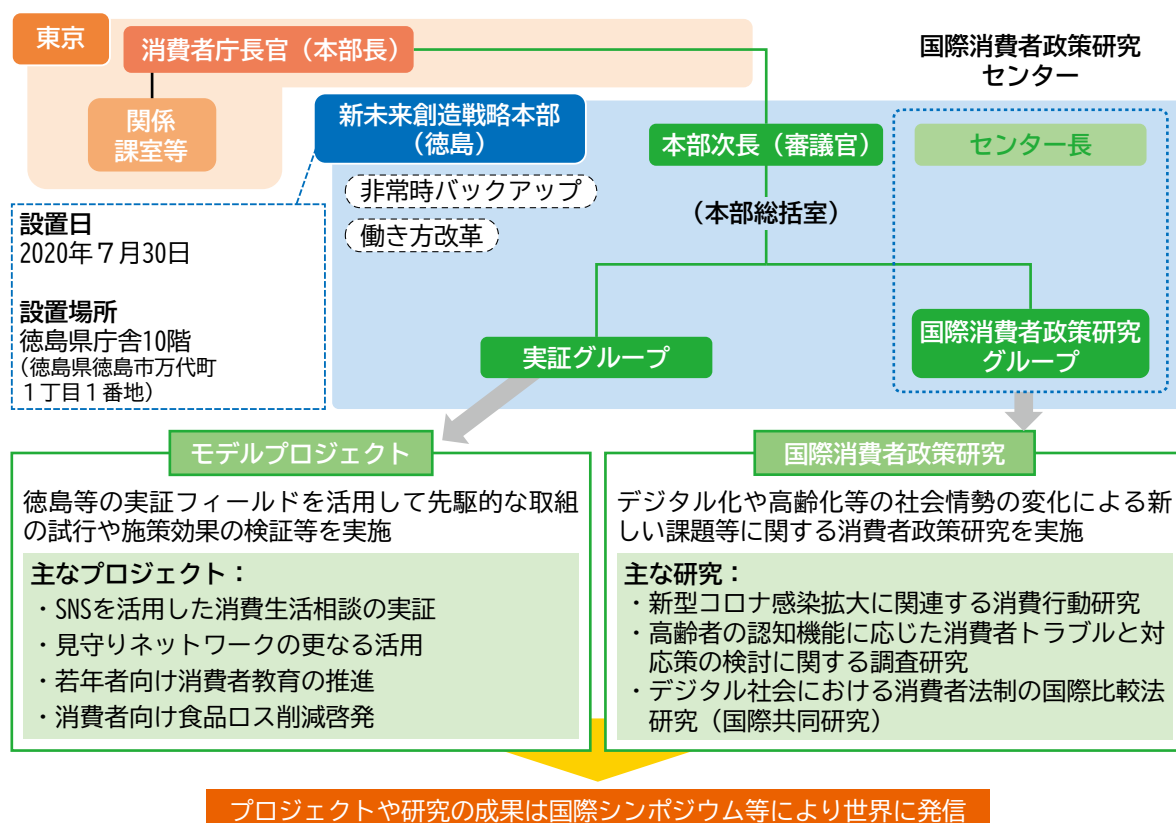 東京
消費者庁長官（本部長）
関係
課室等
国際消費者政策研究
センター
新未来創造戦略本部
（徳島）
本部次長（審議官）
センター長
非常時バックアップ
働き方改革
（本部総括室）
設置日
2020年７月30日
設置場所
徳島県庁舎10階
（徳島県徳島市万代町
１丁目１番地）
実証グループ
国際消費者政策研究
グループ
モデルプロジェクト
徳島等の実証フィールドを活用して先駆的な取組
の試行や施策効果の検証等を実施
主なプロジェクト：
・SNSを活用した消費生活相談の実証
・見守りネットワークの更なる活用
・若年者向け消費者教育の推進
・消費者向け食品ロス削減啓発
国際消費者政策研究
デジタル化や高齢化等の社会情勢の変化による新
しい課題等に関する消費者政策研究を実施
主な研究：
・新型コロナ感染拡大に関連する消費行動研究
・高齢者の認知機能に応じた消費者トラブルと対
応策の検討に関する調査研究
・デジタル社会における消費者法制の国際比較法
研究（国際共同研究）
プロジェクトや研究の成果は国際シンポジウム等により世界に発信